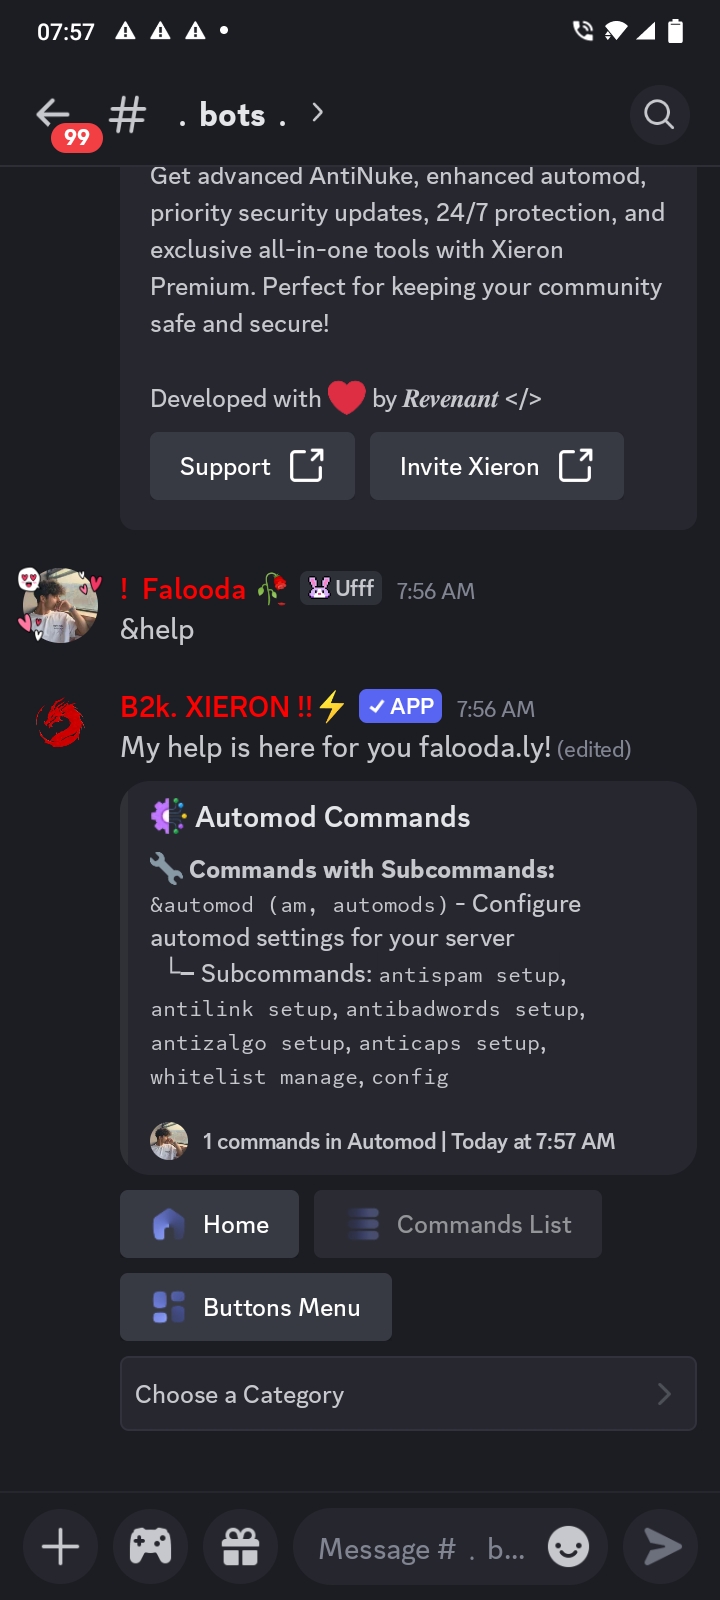 07:57
99
# . bots .
Get advanced AntiNuke, enhanced automod,
priority security updates, 24/7 protection, and
exclusive all-in-one tools with Xieron
Premium. Perfect for keeping your community
safe and secure!
Developed with ❤️ by Revenant </>
Support
Invite Xieron
! Falooda 🥀 Ufff 7:56 AM
&help
B2k. XIERON !!⚡ ✓ APP 7:56 AM
My help is here for you falooda.ly! (edited)
Automod Commands
🔧 Commands with Subcommands:
&automod (am, automods) - Configure
automod settings for your server
└─ Subcommands: antispam setup,
antilink setup, antibadwords setup,
antizalgo setup, anticaps setup,
whitelist manage, config
1 commands in Automod | Today at 7:57 AM
Home
Commands List
Buttons Menu
Choose a Category
Message # . b...